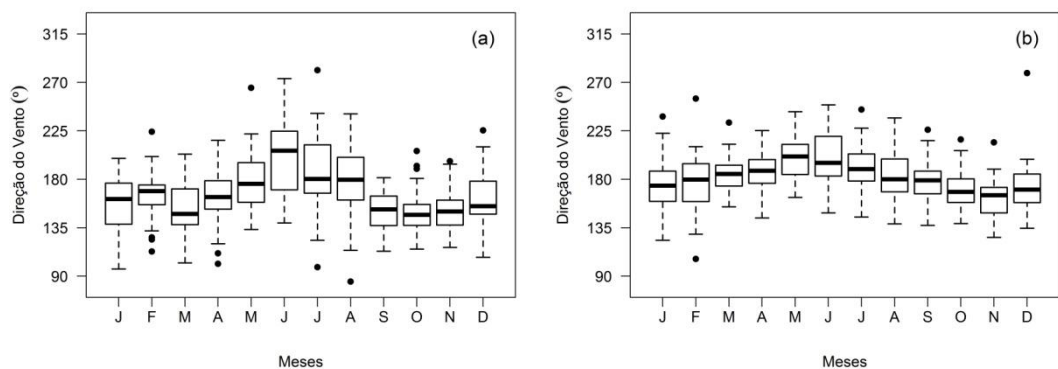 (a)
Direção do Vento (º)
315
270
225
180
135
90
J F M A M J J A S O N D
Meses
(b)
Direção do Vento (º)
315
270
225
180
135
90
J F M A M J J A S O N D
Meses